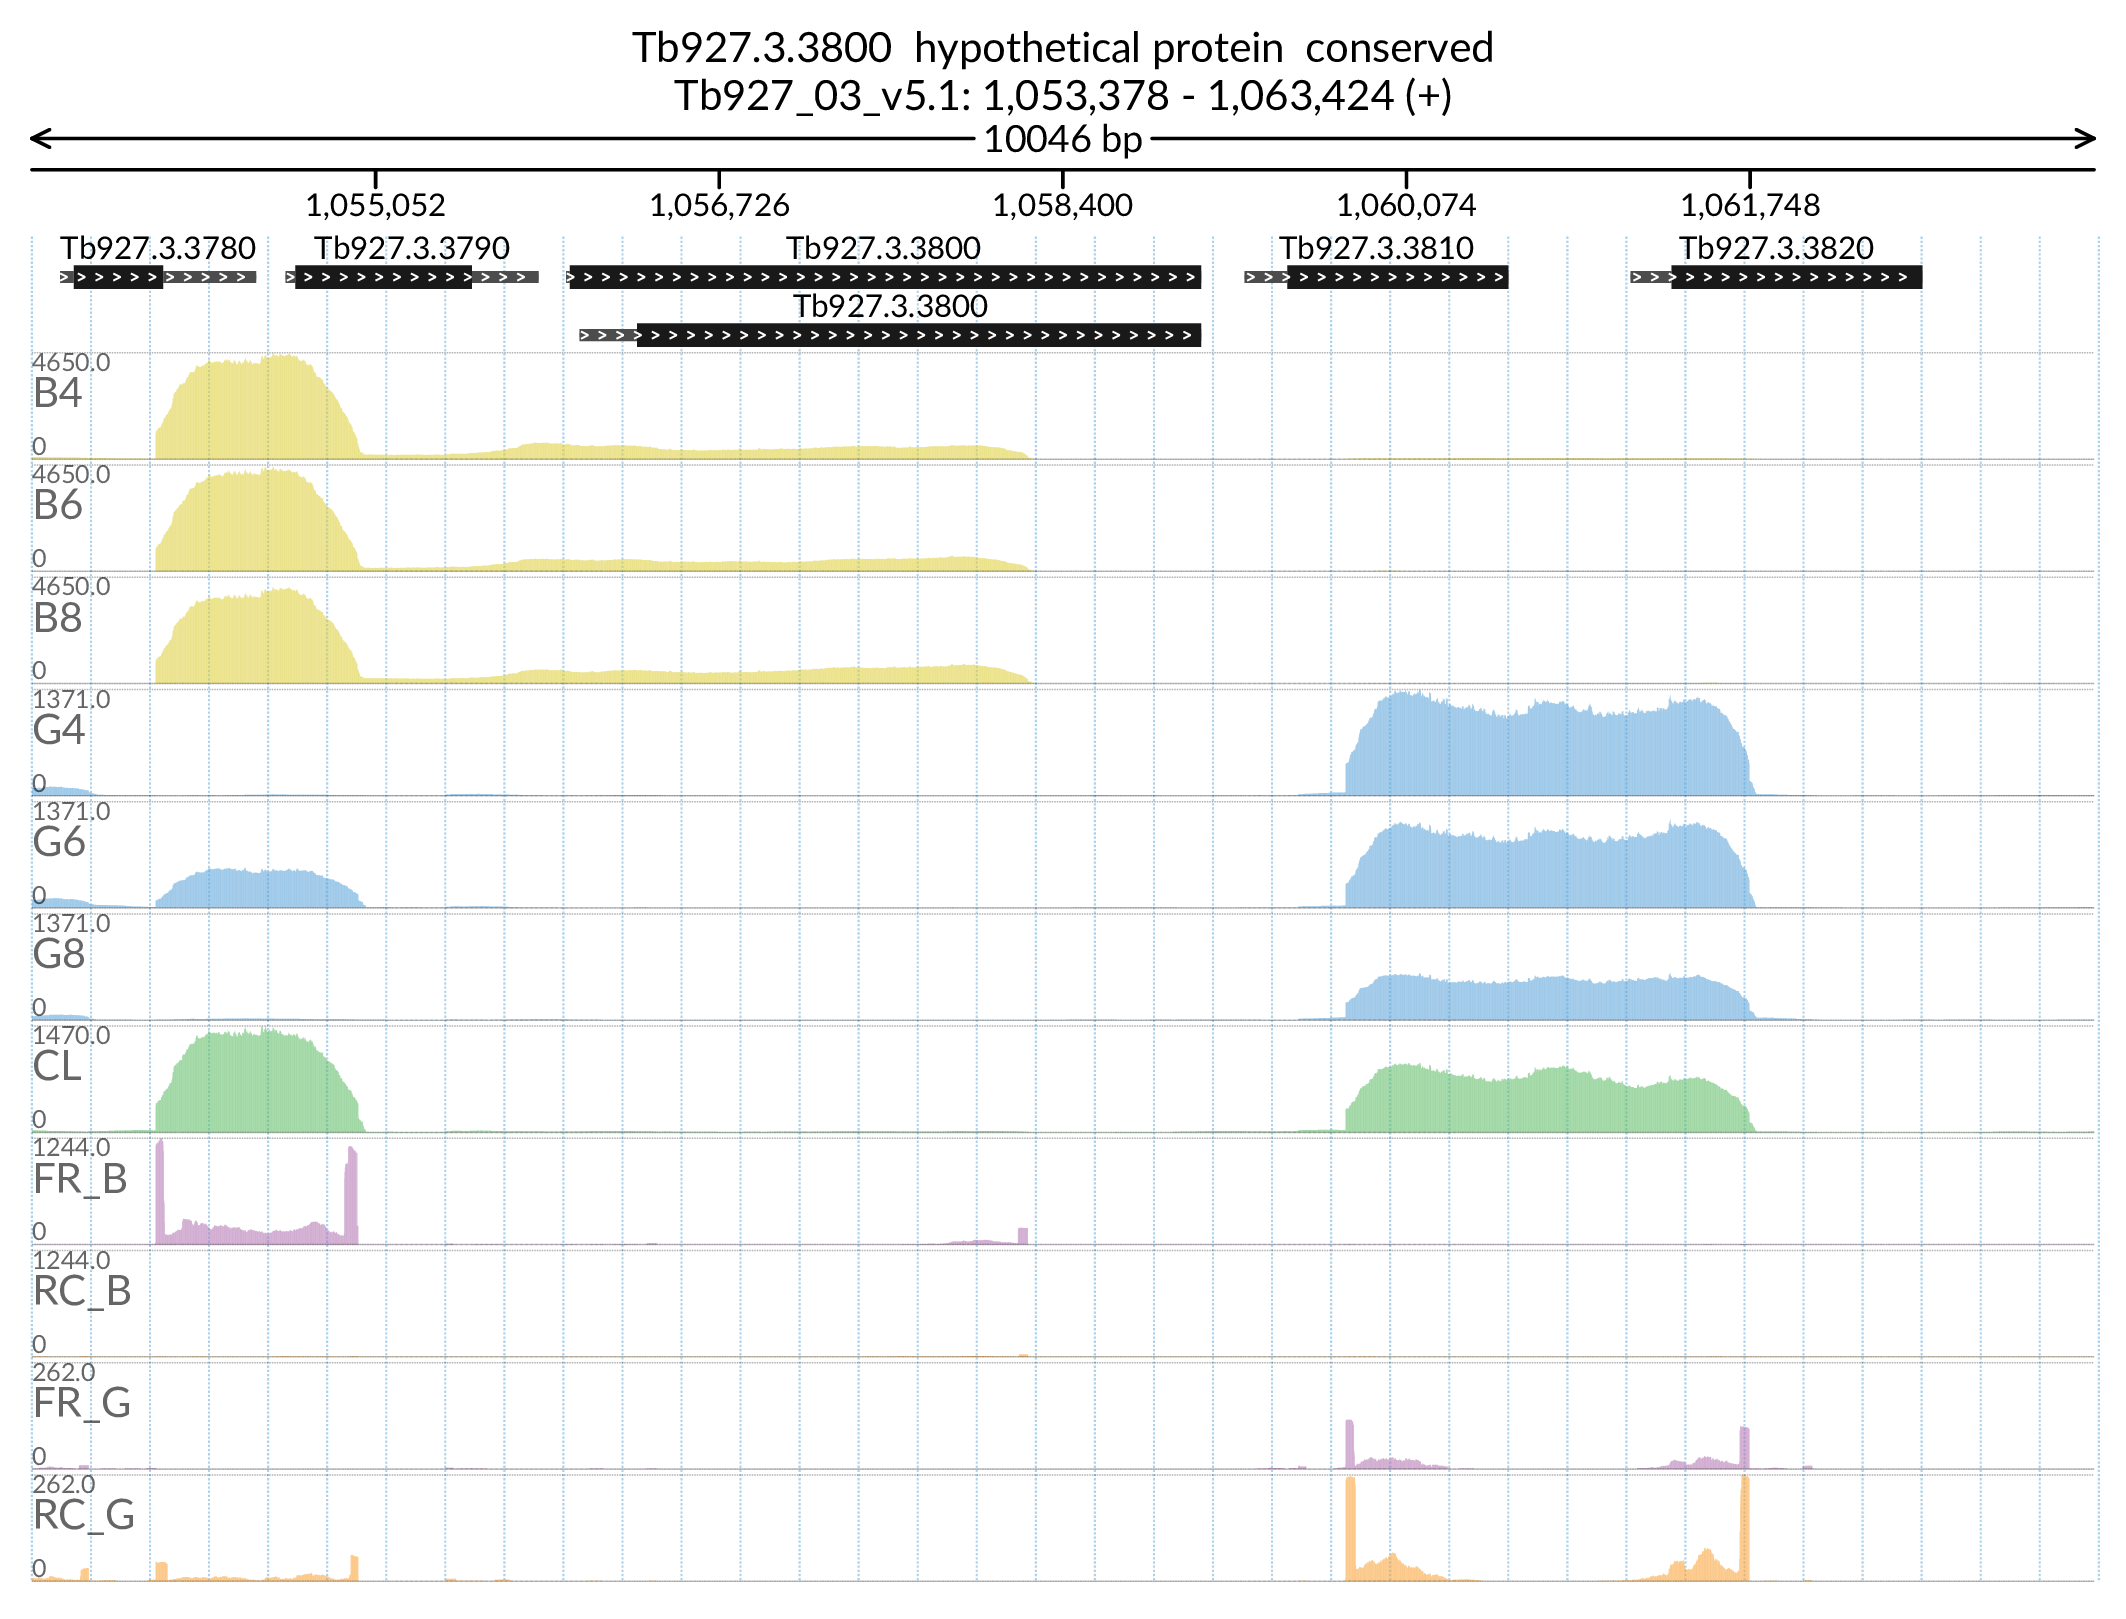 Tb927.3.3800  hypothetical protein  conserved
Tb927_03_v5.1: 1,053,378 - 1,063,424 (+)
10046 bp
1,055,052 1,056,726 1,058,400 1,060,074 1,061,748
Tb927.3.3780 Tb927.3.3790 Tb927.3.3800 Tb927.3.3810 Tb927.3.3820
Tb927.3.3800
4650.0
B4
0
4650.0
B6
0
4650.0
B8
0
1371.0
G4
0
1371.0
G6
0
1371.0
G8
0
1470.0
CL
0
1244.0
FR_B
0
1244.0
RC_B
0
262.0
FR_G
0
262.0
RC_G
0